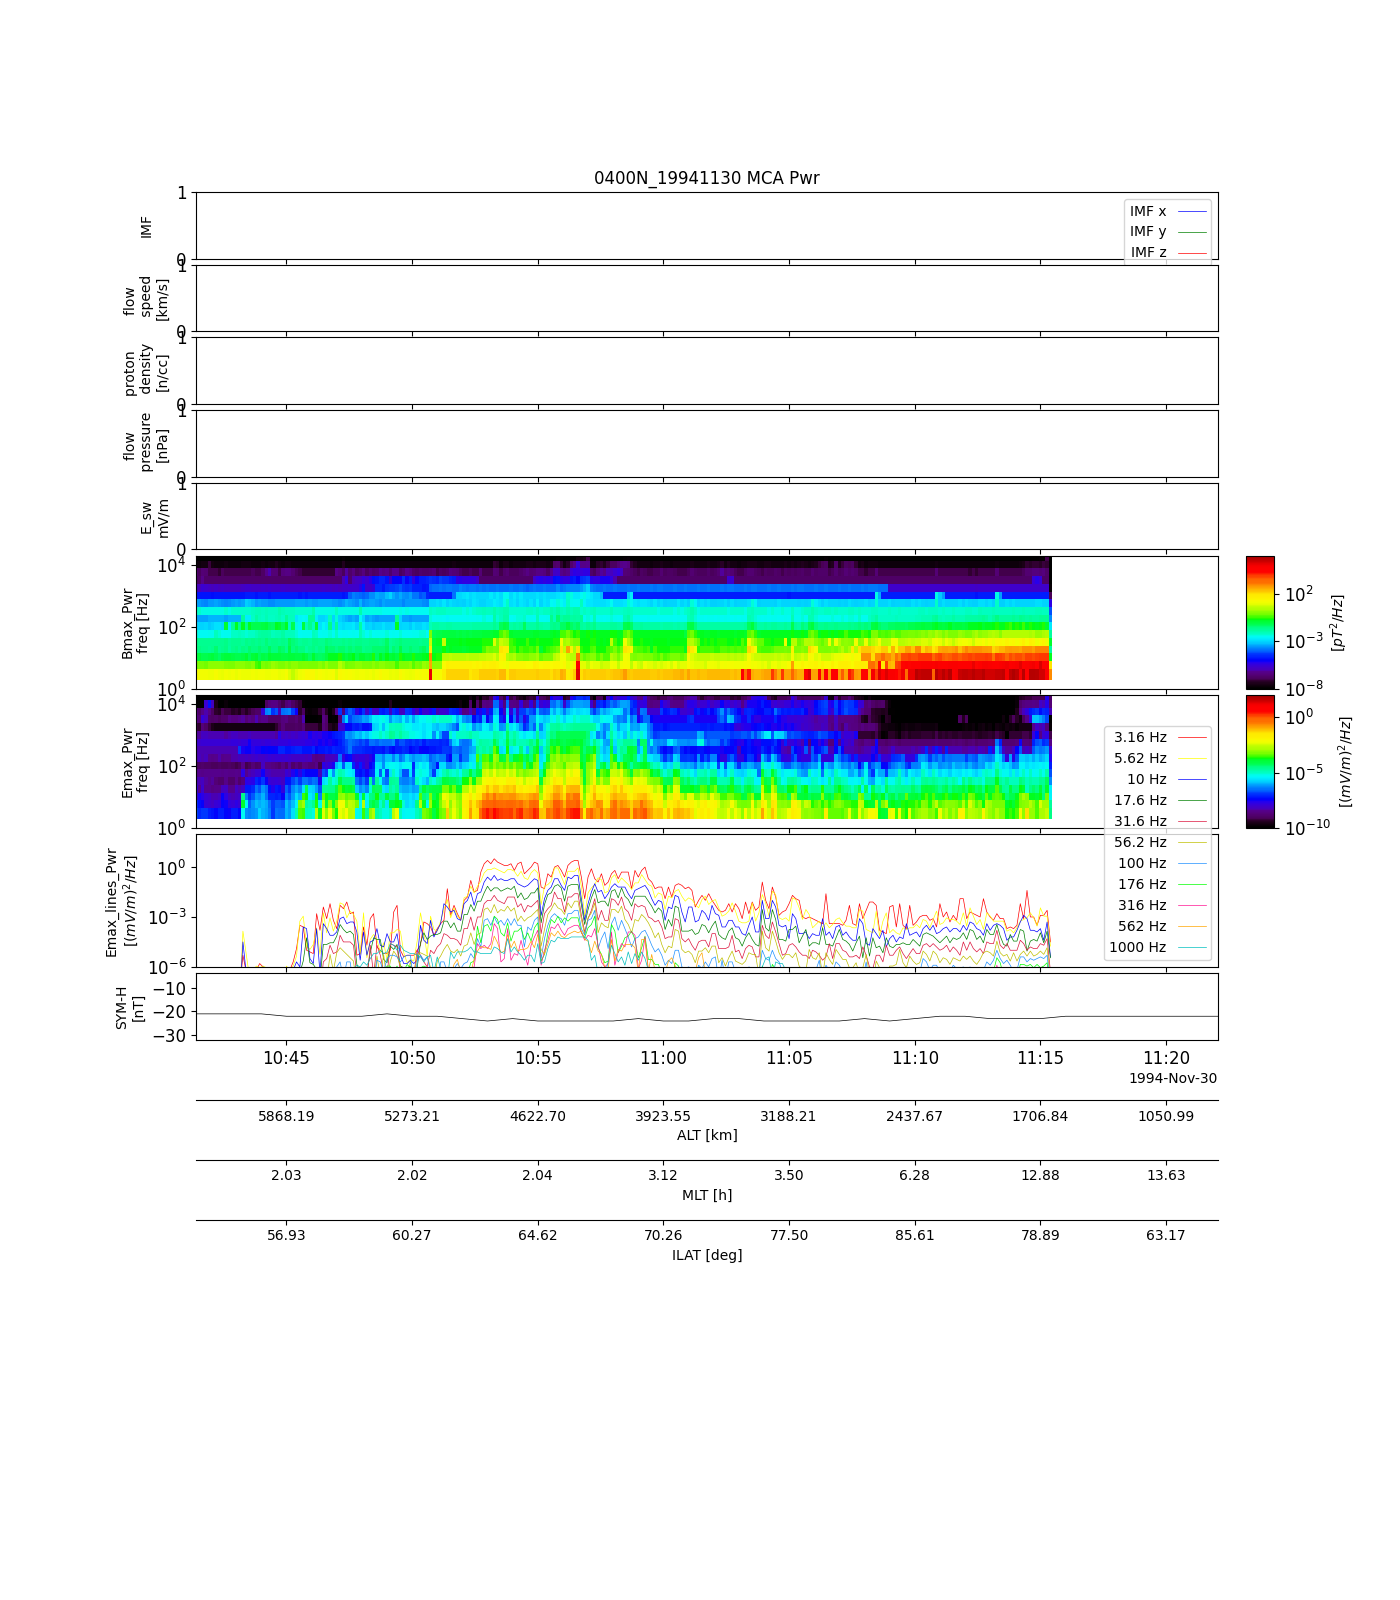 0400N_19941130 MCA Pwr
1
0
IMF
IMF x
IMF y
IMF z
1
0
flow
speed
[km/s]
1
0
proton
density
[n/cc]
1
0
flow
pressure
[nPa]
1
0
E_sw
mV/m
10^4
10^2
10^0
Bmax_Pwr
freq [Hz]
10^2
10^-3
10^-8
[pT^2/Hz]
10^4
10^2
10^0
Emax_Pwr
freq [Hz]
10^0
10^-5
10^-10
[(mV/m)^2/Hz]
3.16 Hz
5.62 Hz
10 Hz
17.6 Hz
31.6 Hz
56.2 Hz
100 Hz
176 Hz
316 Hz
562 Hz
1000 Hz
10^0
10^-3
10^-6
Emax_lines_Pwr
[(mV/m)^2/Hz]
−10
−20
−30
SYM-H
[nT]
10:45 10:50 10:55 11:00 11:05 11:10 11:15 11:20
1994-Nov-30
5868.19 5273.21 4622.70 3923.55 3188.21 2437.67 1706.84 1050.99
ALT [km]
2.03 2.02 2.04 3.12 3.50 6.28 12.88 13.63
MLT [h]
56.93 60.27 64.62 70.26 77.50 85.61 78.89 63.17
ILAT [deg]